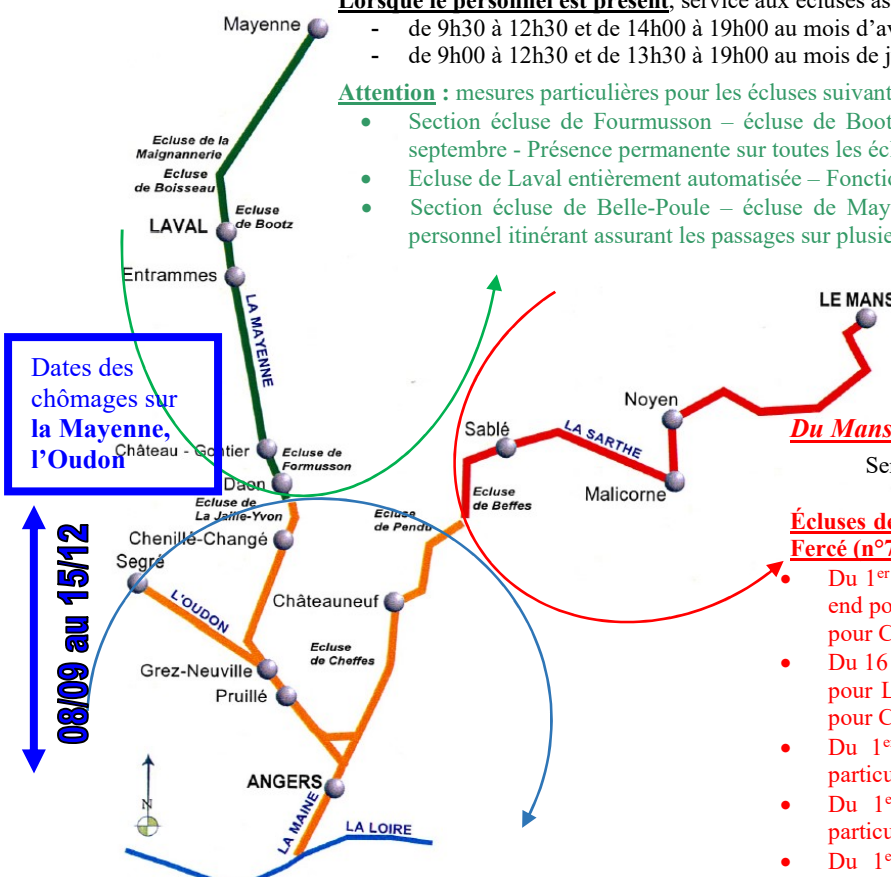 Lorsque le personnel est présent, service aux écluses as
- de 9h30 à 12h30 et de 14h00 à 19h00 au mois d'av
- de 9h00 à 12h30 et de 13h30 à 19h00 au mois de j
Attention : mesures particulières pour les écluses suivant
• Section écluse de Fourmusson – écluse de Boot
septembre - Présence permanente sur toutes les écl
• Ecluse de Laval entièrement automatisée – Fonctio
• Section écluse de Belle-Poule – écluse de May
personnel itinérant assurant les passages sur plusie
Mayenne
Ecluse de la
Maignannerie
Ecluse
de Boisseau
LAVAL
Ecluse
de Bootz
Entrammes
LA MAYENNE
Dates des
chômages sur
la Mayenne,
l'Oudon
Château - Gontier
Ecluse de
Formusson
Daon
Ecluse de
La Jaille-Yvon
Chenillé-Changé
Segré
L'OUDON
08/09 au 15/12
Grez-Neuville
Pruillé
Châteauneuf
Ecluse
de Cheffes
Ecluse
de Pendu
Ecluse
de Beffes
Sablé
LA SARTHE
Noyen
Malicorne
LE MANS
ANGERS
LA MAINE
LA LOIRE
N
Du Mans
Ser
Écluses de
Fercé (n°7
• Du 1er
end po
pour C
• Du 16
pour L
pour C
• Du 1e
particu
• Du 1e
particu
• Du 1e